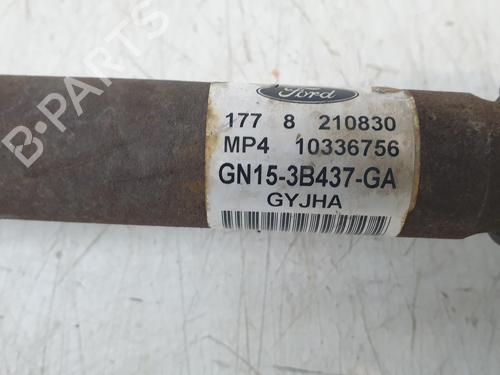 Ford
177 8 210830
MP4 10336756
GN15-3B437-GA
GYJHA
B-PARTS